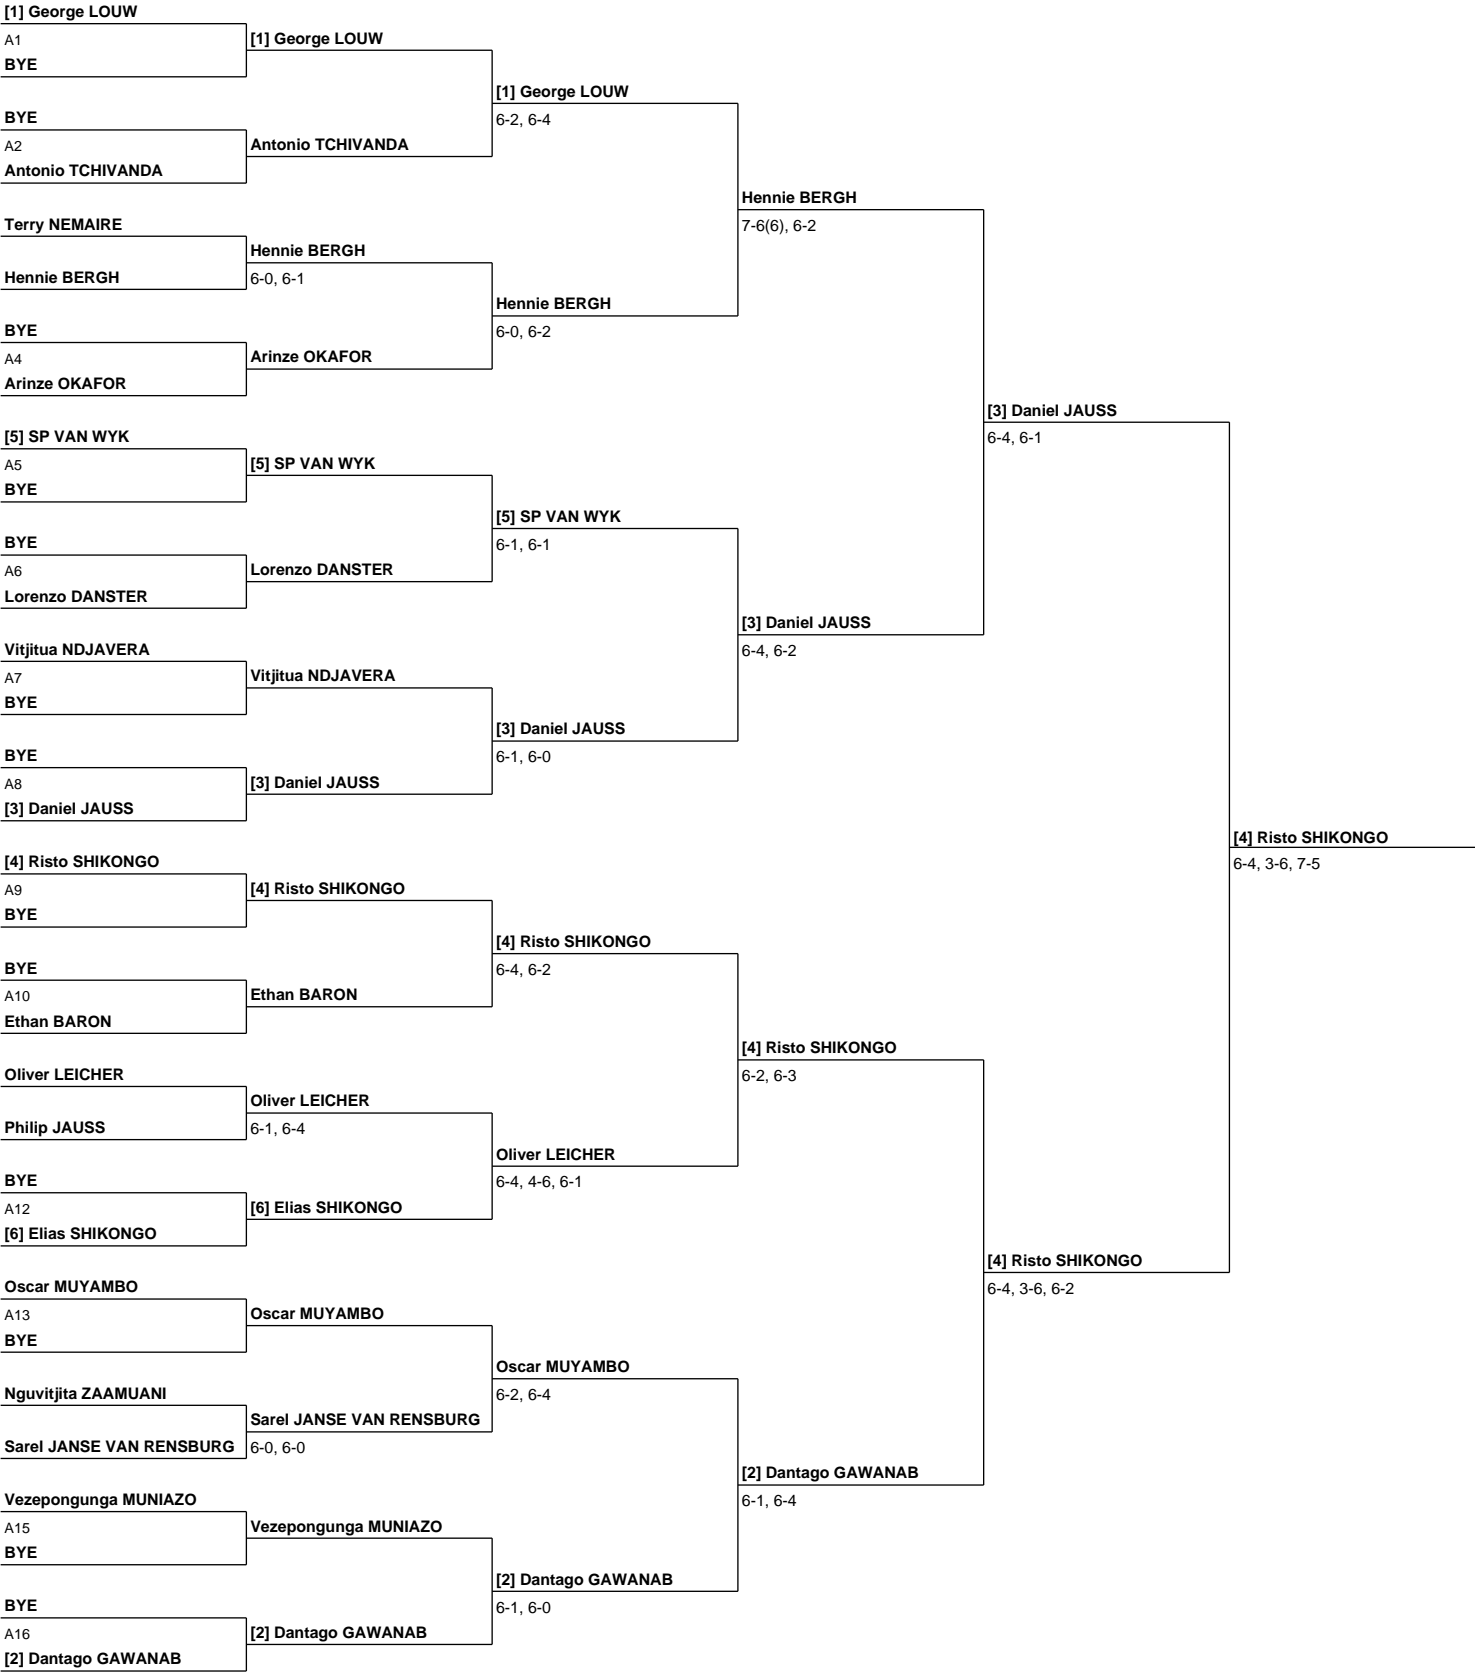 [1] George LOUW
A1
BYE
BYE
A2
Antonio TCHIVANDA
Terry NEMAIRE
Hennie BERGH
BYE
A4
Arinze OKAFOR
[5] SP VAN WYK
A5
BYE
BYE
A6
Lorenzo DANSTER
Vitjitua NDJAVERA
A7
BYE
BYE
A8
[3] Daniel JAUSS
[4] Risto SHIKONGO
A9
BYE
BYE
A10
Ethan BARON
Oliver LEICHER
Philip JAUSS
BYE
A12
[6] Elias SHIKONGO
Oscar MUYAMBO
A13
BYE
Nguvitjita ZAAMUANI
Sarel JANSE VAN RENSBURG
Vezepongunga MUNIAZO
A15
BYE
BYE
A16
[2] Dantago GAWANAB
[1] George LOUW
Antonio TCHIVANDA
Hennie BERGH
6-0, 6-1
Arinze OKAFOR
[5] SP VAN WYK
Lorenzo DANSTER
Vitjitua NDJAVERA
[3] Daniel JAUSS
[4] Risto SHIKONGO
Ethan BARON
Oliver LEICHER
6-1, 6-4
[6] Elias SHIKONGO
Oscar MUYAMBO
Sarel JANSE VAN RENSBURG
6-0, 6-0
Vezepongunga MUNIAZO
[2] Dantago GAWANAB
[1] George LOUW
6-2, 6-4
Hennie BERGH
6-0, 6-2
[5] SP VAN WYK
6-1, 6-1
[3] Daniel JAUSS
6-1, 6-0
[4] Risto SHIKONGO
6-4, 6-2
Oliver LEICHER
6-4, 4-6, 6-1
Oscar MUYAMBO
6-2, 6-4
[2] Dantago GAWANAB
6-1, 6-0
Hennie BERGH
7-6(6), 6-2
[3] Daniel JAUSS
6-4, 6-2
[4] Risto SHIKONGO
6-2, 6-3
[2] Dantago GAWANAB
6-1, 6-4
[3] Daniel JAUSS
6-4, 6-1
[4] Risto SHIKONGO
6-4, 3-6, 6-2
[4] Risto SHIKONGO
6-4, 3-6, 7-5